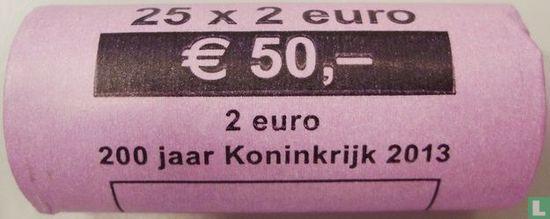 25 x 2 euro
€ 50,–
2 euro
200 jaar Koninkrijk 2013